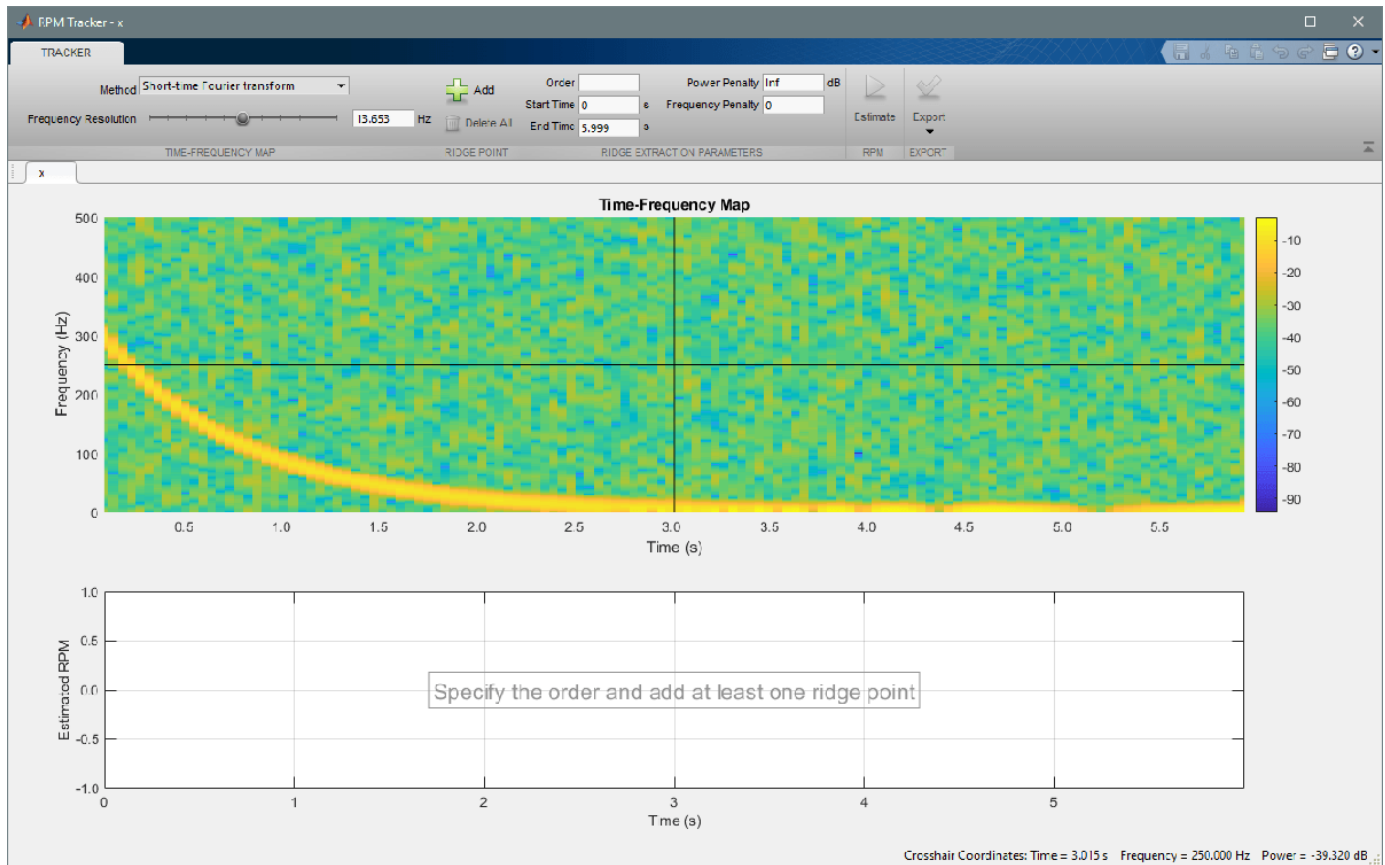 RPM Tracker - x
TRACKER
Method Short-time Fourier transform
Frequency Resolution 13.653 Hz
Add
Delete All
Order
Start Time 0 s
End Time 5.999 s
Power Penalty Inf dB
Frequency Penalty 0
Estimate
Export
TIME-FREQUENCY MAP RIDGE POINT RIDGE EXTRACTION PARAMETERS RPM EXPORT
x
Time-Frequency Map
Frequency (Hz)
500
400
300
200
100
0
0.5 1.0 1.5 2.0 2.5 3.0 3.5 4.0 4.5 5.0 5.5
Time (s)
-10
-20
-30
-40
-50
-60
-70
-80
-90
Estimated RPM
1.0
0.5
0.0
-0.5
-1.0
Specify the order and add at least one ridge point
0 1 2 3 4 5
Time (s)
Crosshair Coordinates: Time = 3.015 s Frequency = 250.000 Hz Power = -39.320 dB